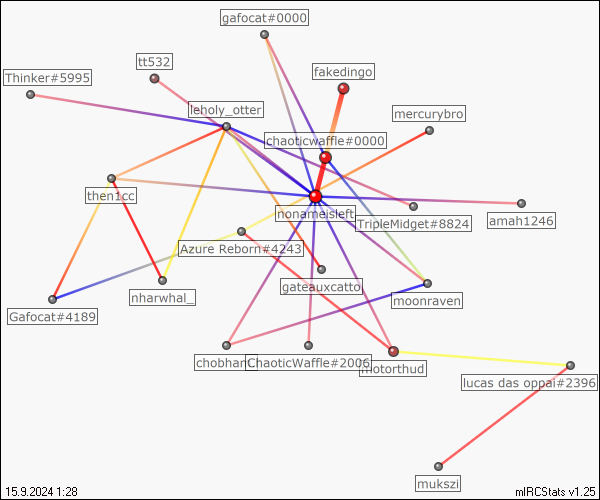 gafocat#0000
tt532
fakedingo
Thinker#5995
leholy_otter
mercurybro
chaoticwaffle#0000
then1cc
nonameisleft
TripleMidget#8824
amah1246
Azure Reborn#4243
nharwhal_
gateauxcatto
moonraven
Gafocat#4189
ChaoticWaffle#2006
motorthud
lucas das oppai#2396
mukszi
15.9.2024 1:28
mIRCStats v1.25